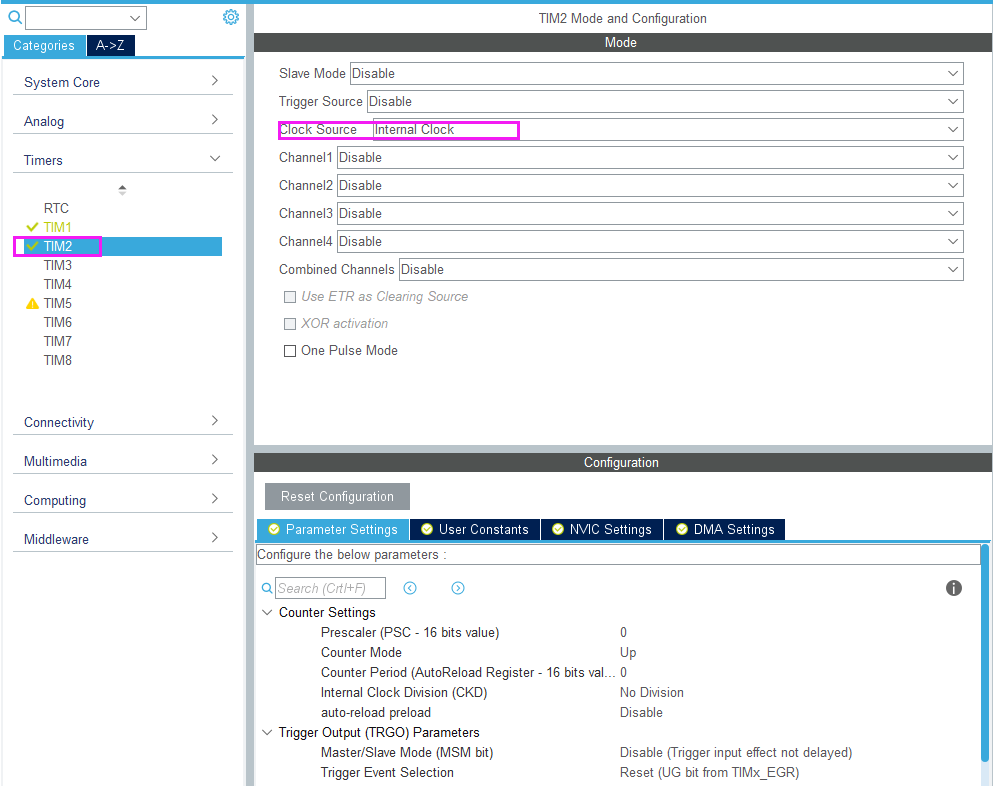 Categories A->Z
System Core
Analog
Timers
RTC
TIM1
TIM2
TIM3
TIM4
TIM5
TIM6
TIM7
TIM8
Connectivity
Multimedia
Computing
Middleware
TIM2 Mode and Configuration
Mode
Slave Mode Disable
Trigger Source Disable
Clock Source Internal Clock
Channel1 Disable
Channel2 Disable
Channel3 Disable
Channel4 Disable
Combined Channels Disable
Use ETR as Clearing Source
XOR activation
One Pulse Mode
Configuration
Reset Configuration
Parameter Settings User Constants NVIC Settings DMA Settings
Configure the below parameters :
Search (Crtl+F)
Counter Settings
Prescaler (PSC - 16 bits value) 0
Counter Mode Up
Counter Period (AutoReload Register - 16 bits val... 0
Internal Clock Division (CKD) No Division
auto-reload preload Disable
Trigger Output (TRGO) Parameters
Master/Slave Mode (MSM bit) Disable (Trigger input effect not delayed)
Trigger Event Selection Reset (UG bit from TIMx_EGR)